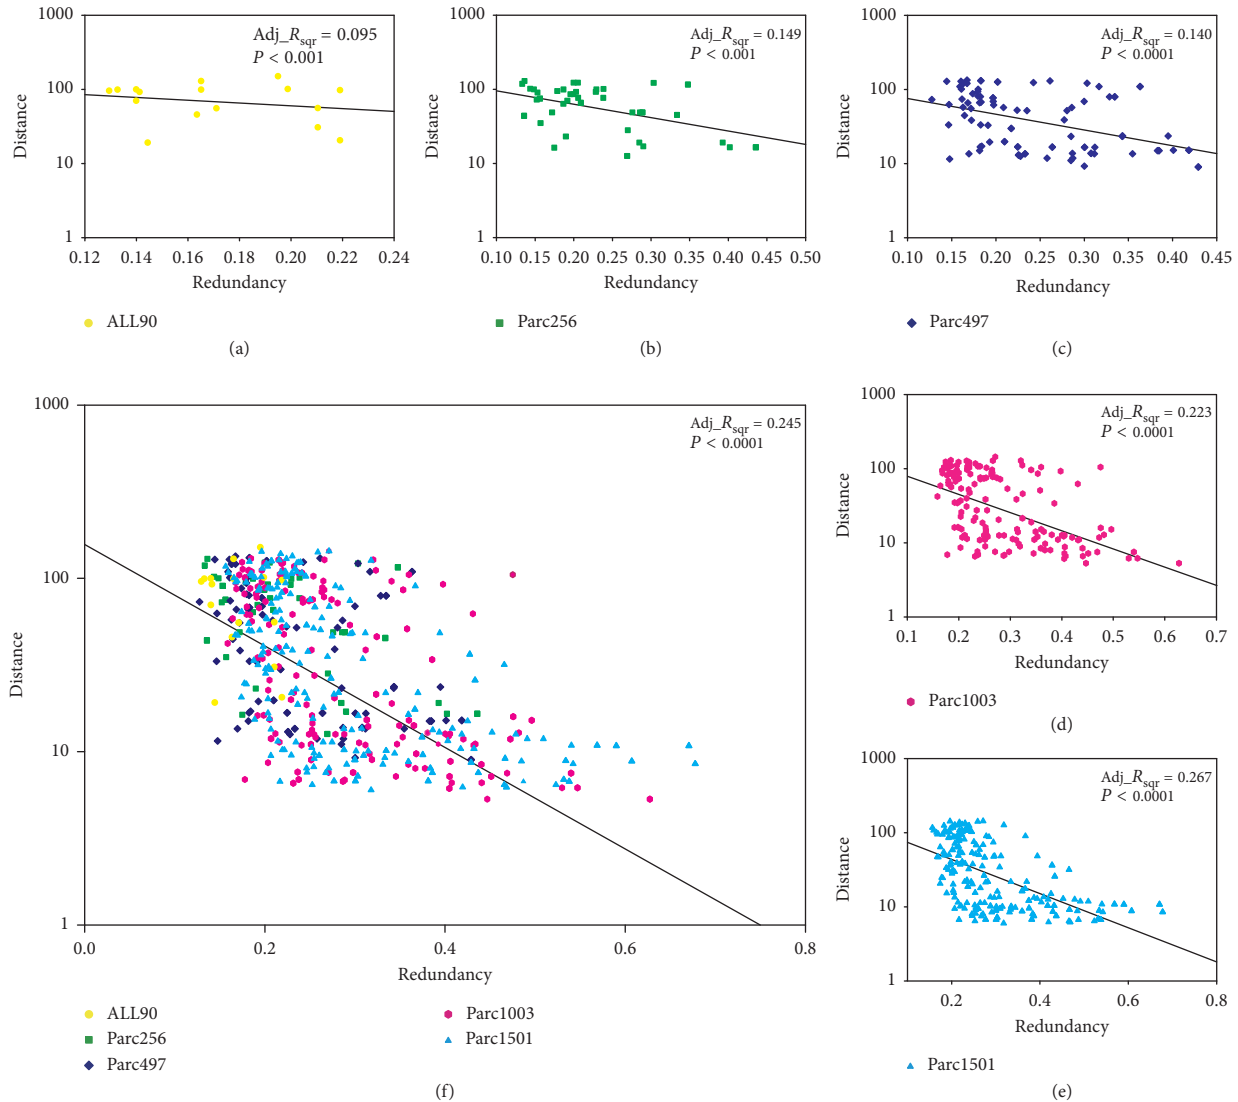 1000
100
10
1
Distance
Adj_Rsqr = 0.095
P < 0.001
0.12 0.14 0.16 0.18 0.20 0.22 0.24
Redundancy
ALL90
(a)
1000
100
10
1
Distance
Adj_Rsqr = 0.149
P < 0.001
0.10 0.15 0.20 0.25 0.30 0.35 0.40 0.45 0.50
Redundancy
Parc256
(b)
1000
100
10
1
Distance
Adj_Rsqr = 0.140
P < 0.0001
0.10 0.15 0.20 0.25 0.30 0.35 0.40 0.45
Redundancy
Parc497
(c)
1000
100
10
1
Distance
Adj_Rsqr = 0.245
P < 0.0001
0.0 0.2 0.4 0.6 0.8
Redundancy
ALL90
Parc256
Parc497
Parc1003
Parc1501
(f)
1000
100
10
1
Distance
Adj_Rsqr = 0.223
P < 0.0001
0.1 0.2 0.3 0.4 0.5 0.6 0.7
Redundancy
Parc1003
(d)
1000
100
10
1
Distance
Adj_Rsqr = 0.267
P < 0.0001
0.2 0.4 0.6 0.8
Redundancy
Parc1501
(e)